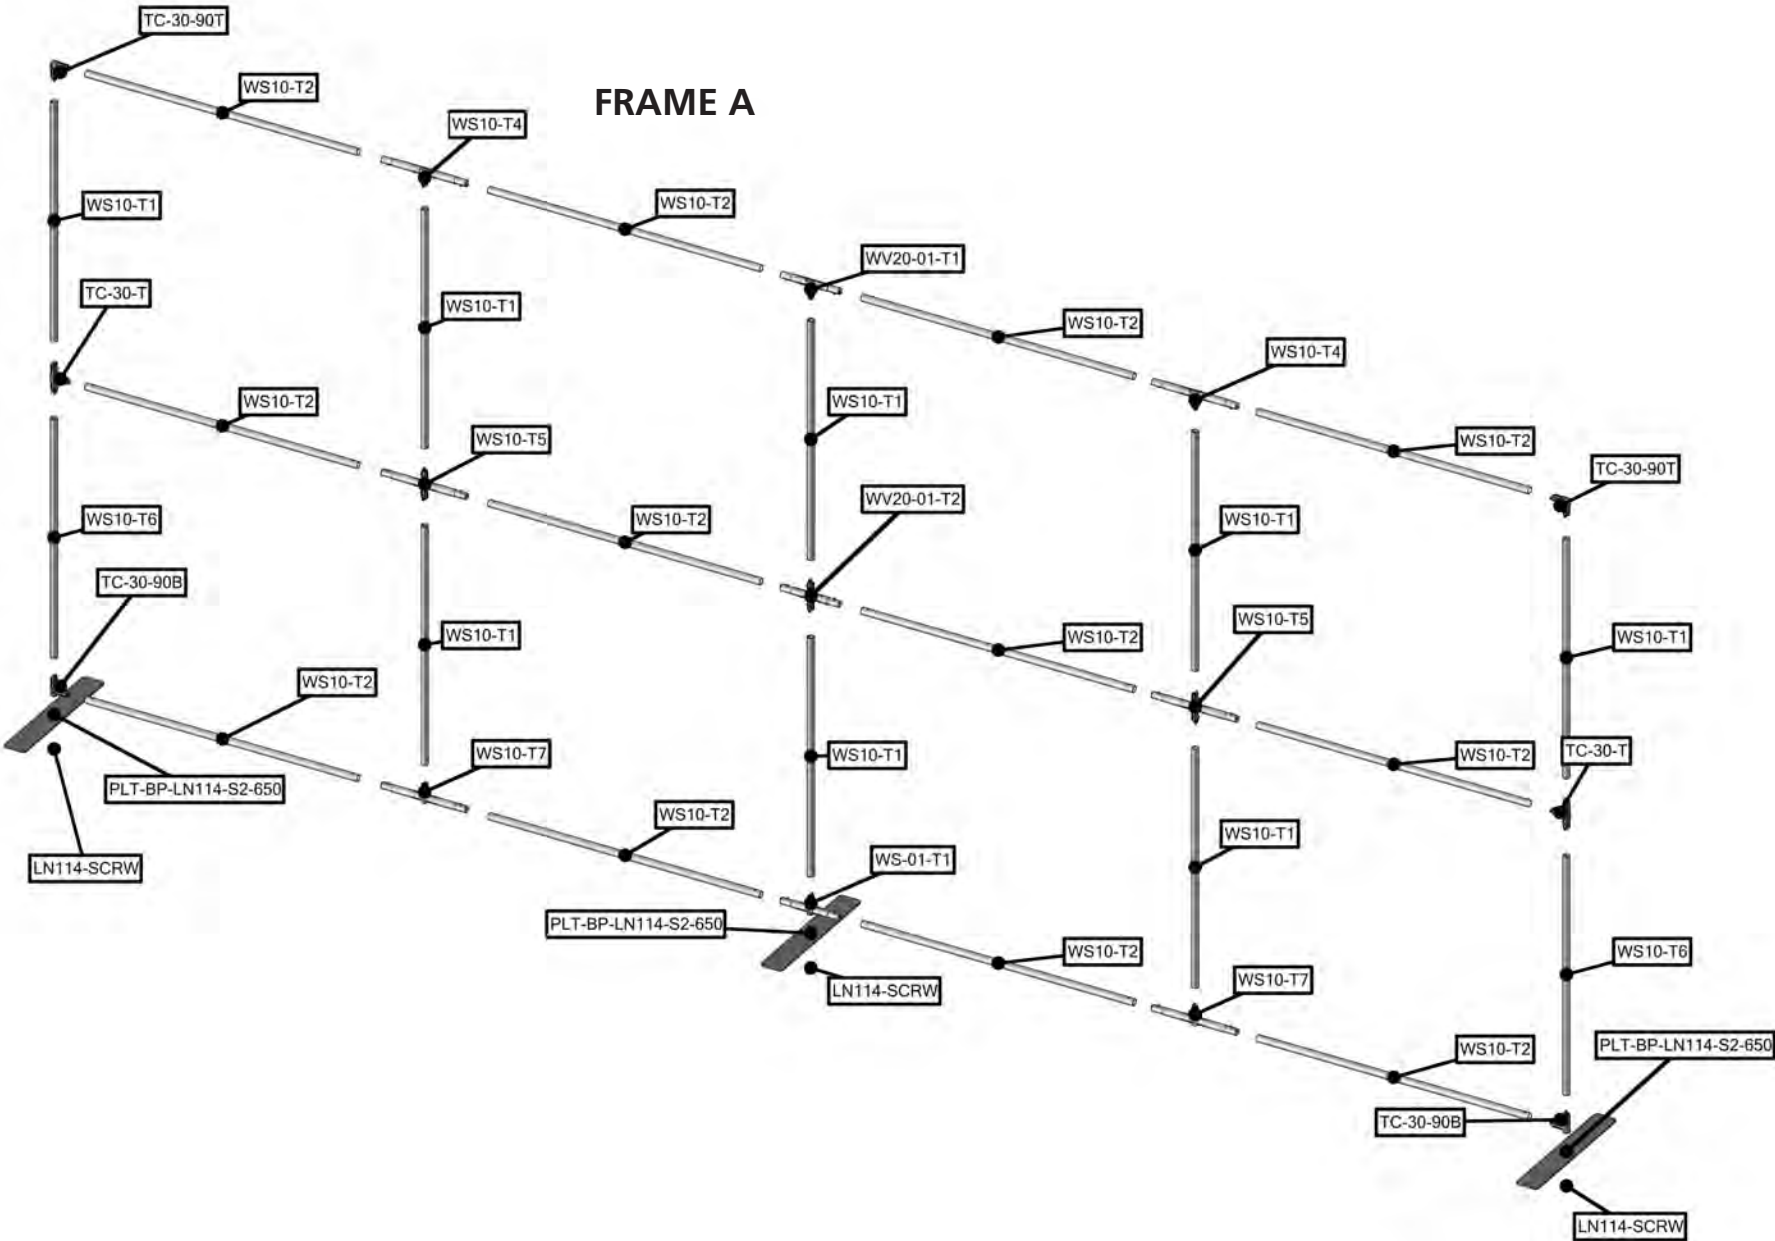 TC-30-90T
WS10-T2
FRAME A
WS10-T4
WS10-T1
WS10-T2
WV20-01-T1
TC-30-T
WS10-T1
WS10-T2
WS10-T4
WS10-T2
WS10-T1
WS10-T5
WS10-T2
TC-30-90T
WV20-01-T2
WS10-T6
WS10-T2
WS10-T1
TC-30-90B
WS10-T1
WS10-T2
WS10-T5
WS10-T1
WS10-T2
WS10-T7
WS10-T1
WS10-T2
TC-30-T
PLT-BP-LN114-S2-650
WS10-T2
WS10-T1
LN114-SCRW
WS-01-T1
PLT-BP-LN114-S2-650
WS10-T2
WS10-T6
LN114-SCRW
WS10-T7
WS10-T2
PLT-BP-LN114-S2-650
TC-30-90B
LN114-SCRW